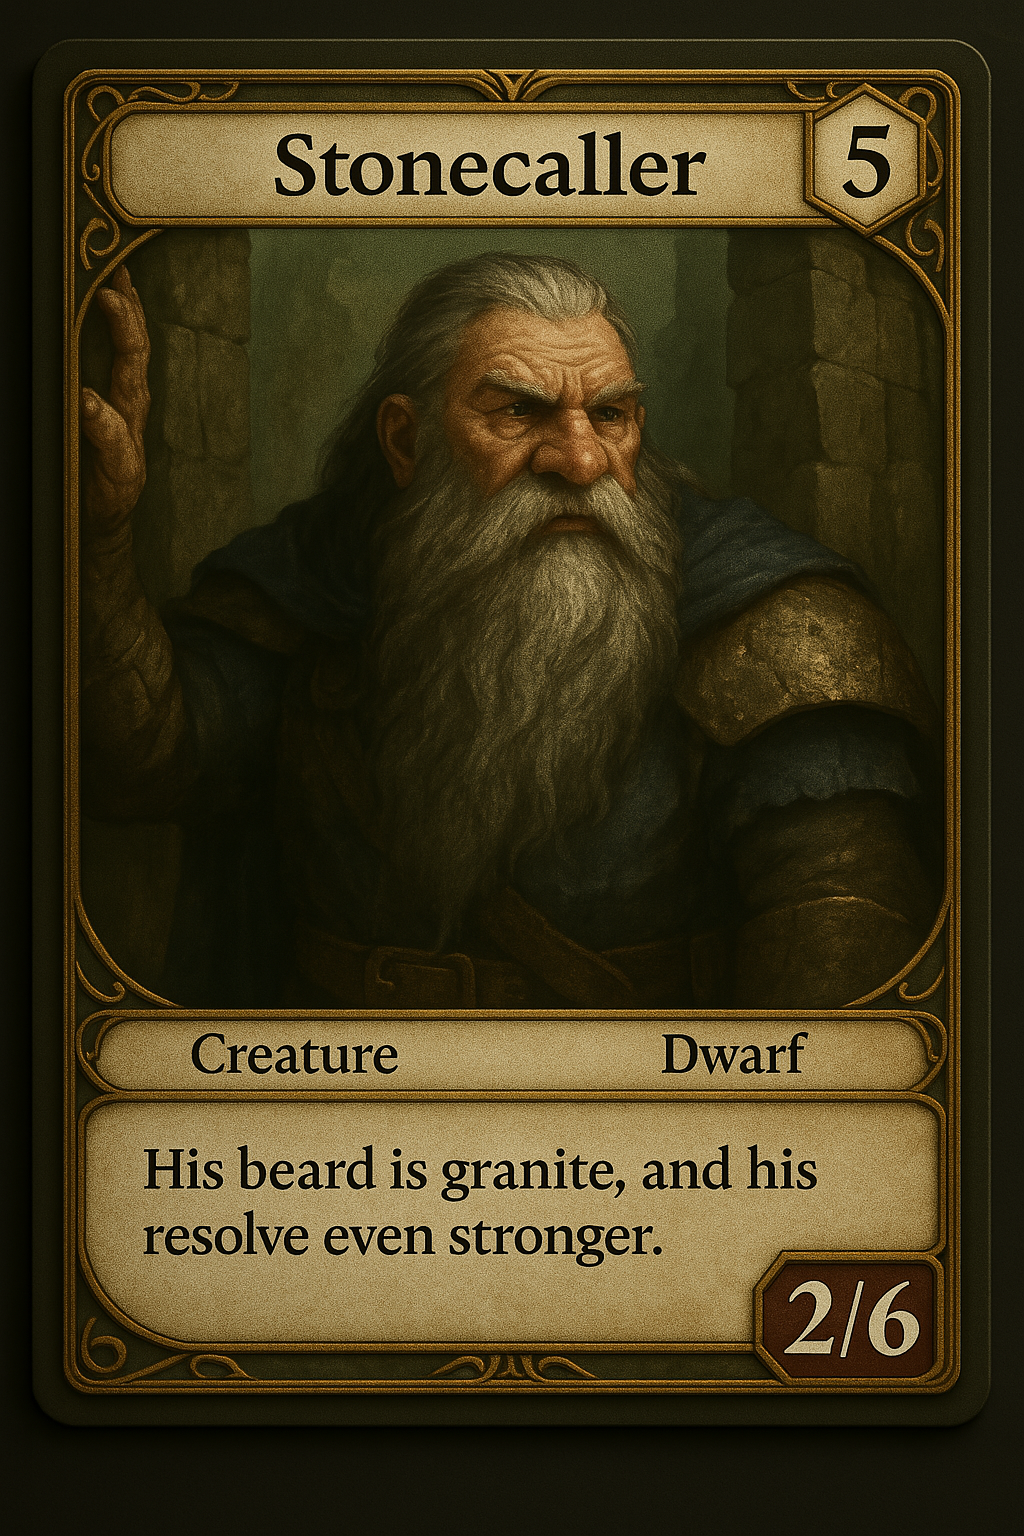 Stonecaller
5
Creature Dwarf
His beard is granite, and his
resolve even stronger.
2/6